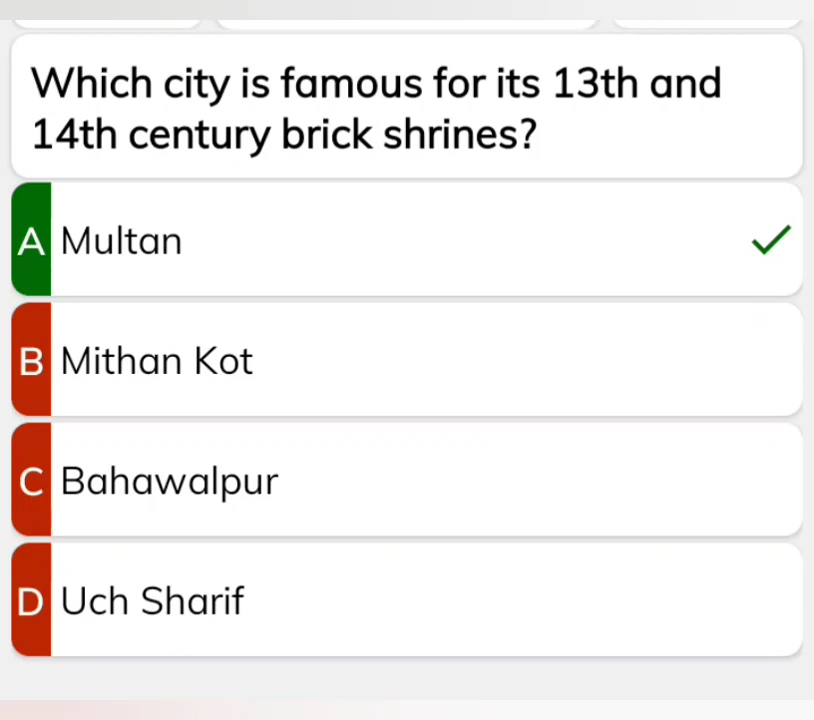 Which city is famous for its 13th and
14th century brick shrines?
A Multan
B Mithan Kot
C Bahawalpur
D Uch Sharif